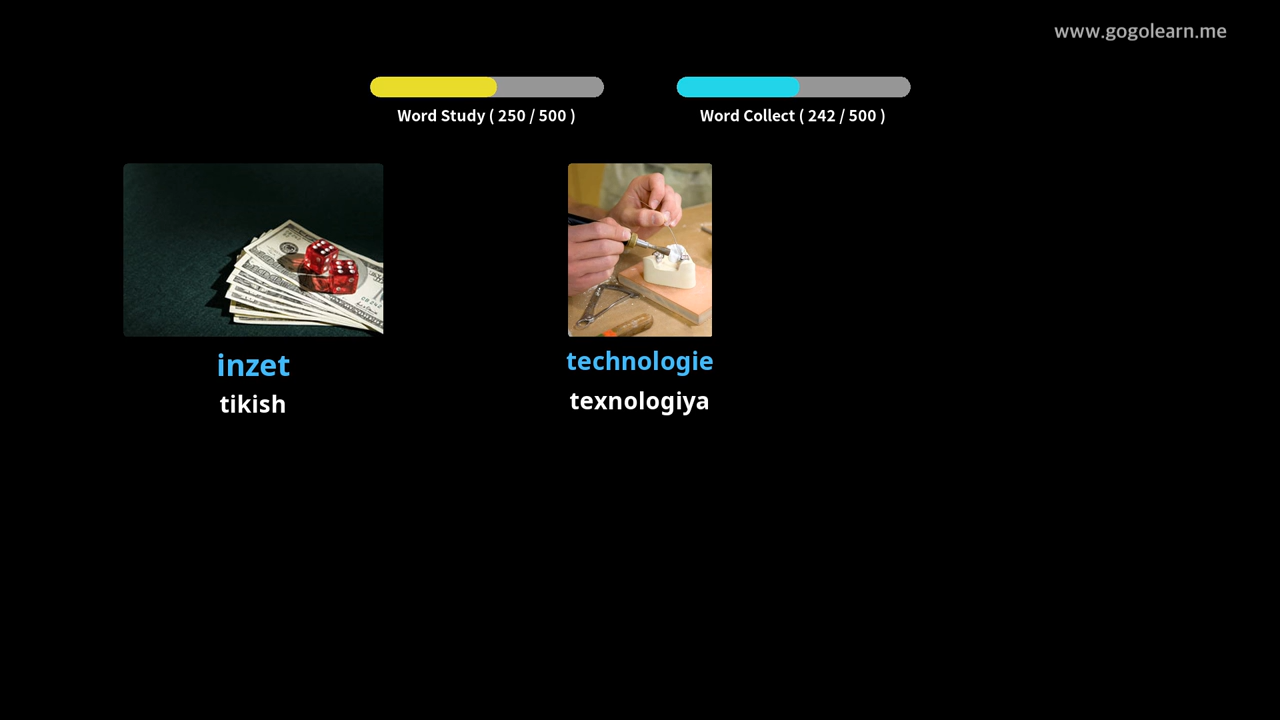 www.gogolearn.me
Word Study ( 250 / 500 )
Word Collect ( 242 / 500 )
inzet
tikish
technologie
texnologiya